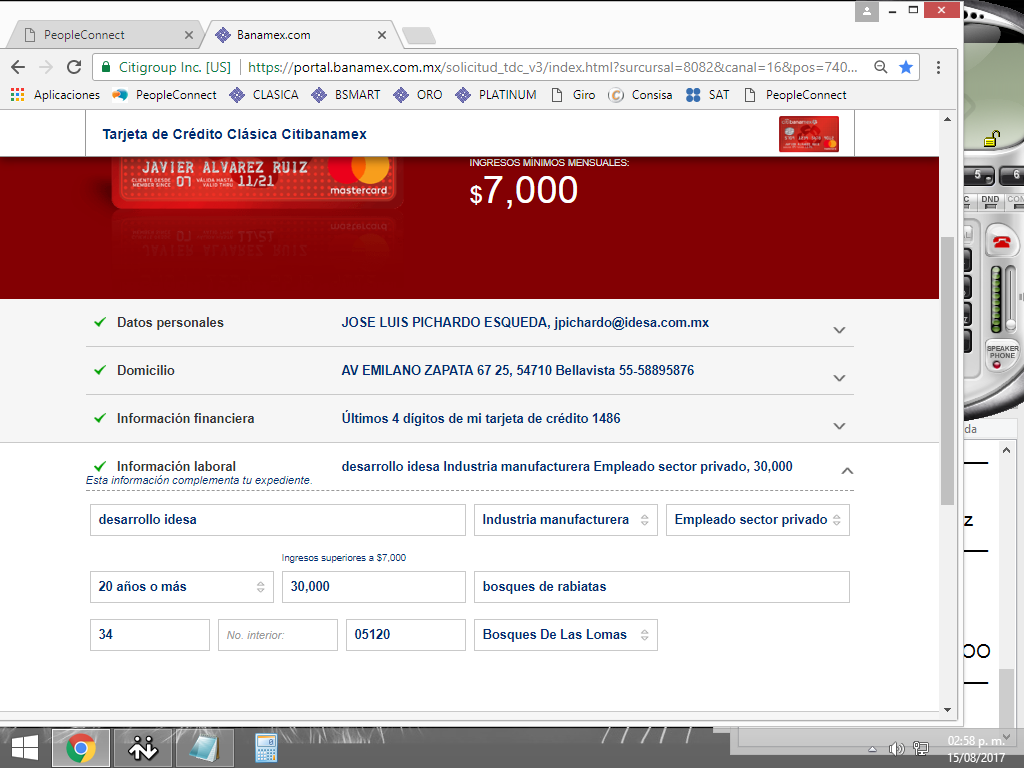 PeopleConnect
Banamex.com
Citigroup Inc. [US] https://portal.banamex.com.mx/solicitud_tdc_v3/index.html?surcursal=8082&canal=16&pos=740...
Aplicaciones PeopleConnect CLASICA BSMART ORO PLATINUM Giro Consisa SAT PeopleConnect
Tarjeta de Crédito Clásica Citibanamex
JAVIER ALVAREZ RUIZ
CLIENTE DESDE MEMBER SINCE 07 VÁLIDA HASTA VALID THRU 11/21
mastercard
INGRESOS MÍNIMOS MENSUALES:
$7,000
Datos personales JOSE LUIS PICHARDO ESQUEDA, jpichardo@idesa.com.mx
Domicilio AV EMILANO ZAPATA 67 25, 54710 Bellavista 55-58895876
Información financiera Últimos 4 dígitos de mi tarjeta de crédito 1486
Información laboral desarrollo idesa Industria manufacturera Empleado sector privado, 30,000
Esta información complementa tu expediente.
desarrollo idesa Industria manufacturera Empleado sector privado
Ingresos superiores a $7,000
20 años o más 30,000 bosques de rabiatas
34 No. interior: 05120 Bosques De Las Lomas
5 6
DND
SPEAKER
PHONE
da
z
OO
02:58 p. m.
15/08/2017